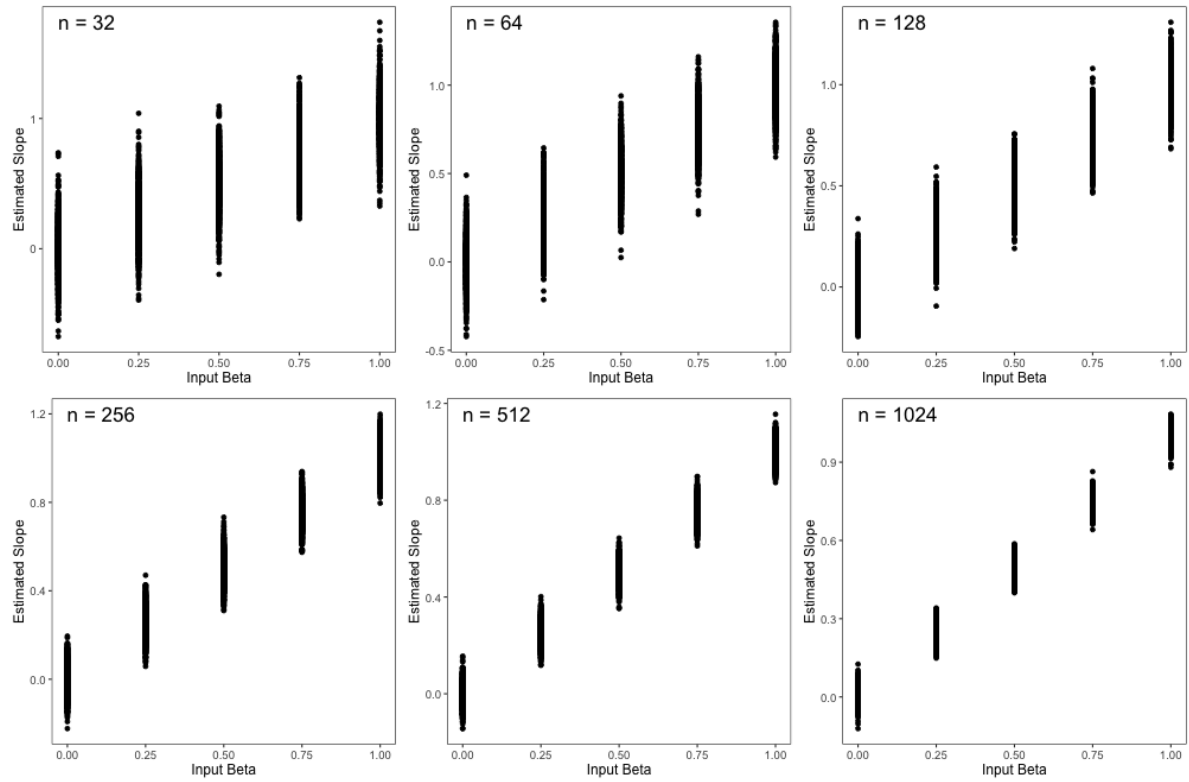 n = 32
Estimated Slope
1
0
0.00 0.25 0.50 0.75 1.00
Input Beta
n = 64
Estimated Slope
1.0
0.5
0.0
-0.5
0.00 0.25 0.50 0.75 1.00
Input Beta
n = 128
Estimated Slope
1.0
0.5
0.0
0.00 0.25 0.50 0.75 1.00
Input Beta
n = 256
Estimated Slope
1.2
0.8
0.4
0.0
0.00 0.25 0.50 0.75 1.00
Input Beta
n = 512
Estimated Slope
1.2
0.8
0.4
0.0
0.00 0.25 0.50 0.75 1.00
Input Beta
n = 1024
Estimated Slope
0.9
0.6
0.3
0.0
0.00 0.25 0.50 0.75 1.00
Input Beta